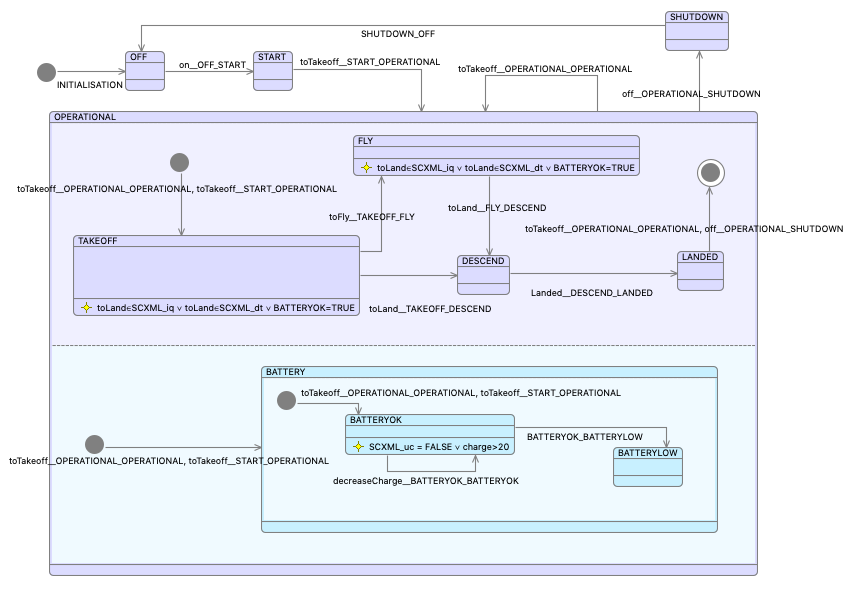 SHUTDOWN
SHUTDOWN_OFF
OFF
START
on__OFF_START
toTakeoff__START_OPERATIONAL
toTakeoff__OPERATIONAL_OPERATIONAL
INITIALISATION
off__OPERATIONAL_SHUTDOWN
OPERATIONAL
FLY
toLand∈SCXML_iq ∨ toLand∈SCXML_dt ∨ BATTERYOK=TRUE
toTakeoff__OPERATIONAL_OPERATIONAL, toTakeoff__START_OPERATIONAL
toLand__FLY_DESCEND
toFly__TAKEOFF_FLY
toTakeoff__OPERATIONAL_OPERATIONAL, off__OPERATIONAL_SHUTDOWN
TAKEOFF
DESCEND
LANDED
Landed__DESCEND_LANDED
toLand∈SCXML_iq ∨ toLand∈SCXML_dt ∨ BATTERYOK=TRUE
toLand__TAKEOFF_DESCEND
BATTERY
toTakeoff__OPERATIONAL_OPERATIONAL, toTakeoff__START_OPERATIONAL
BATTERYOK
BATTERYOK_BATTERYLOW
SCXML_uc = FALSE ∨ charge>20
BATTERYLOW
toTakeoff__OPERATIONAL_OPERATIONAL, toTakeoff__START_OPERATIONAL
decreaseCharge__BATTERYOK_BATTERYOK